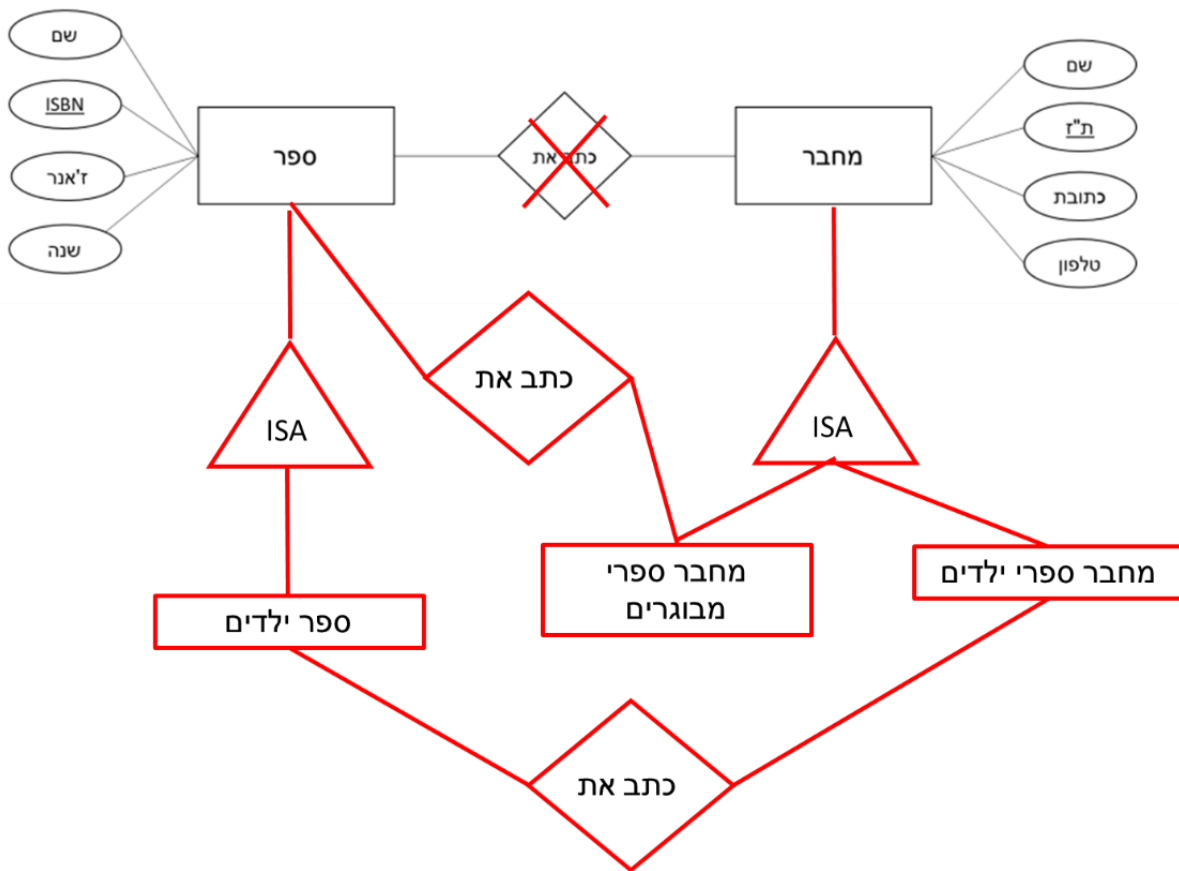 שם
שם
ISBN
ת"ז
ספר
כתב את
מחבר
ז'אנר
כתובת
שנה
טלפון
כתב את
ISA
ISA
מחבר ספרי
מבוגרים
מחבר ספרי ילדים
ספר ילדים
כתב את